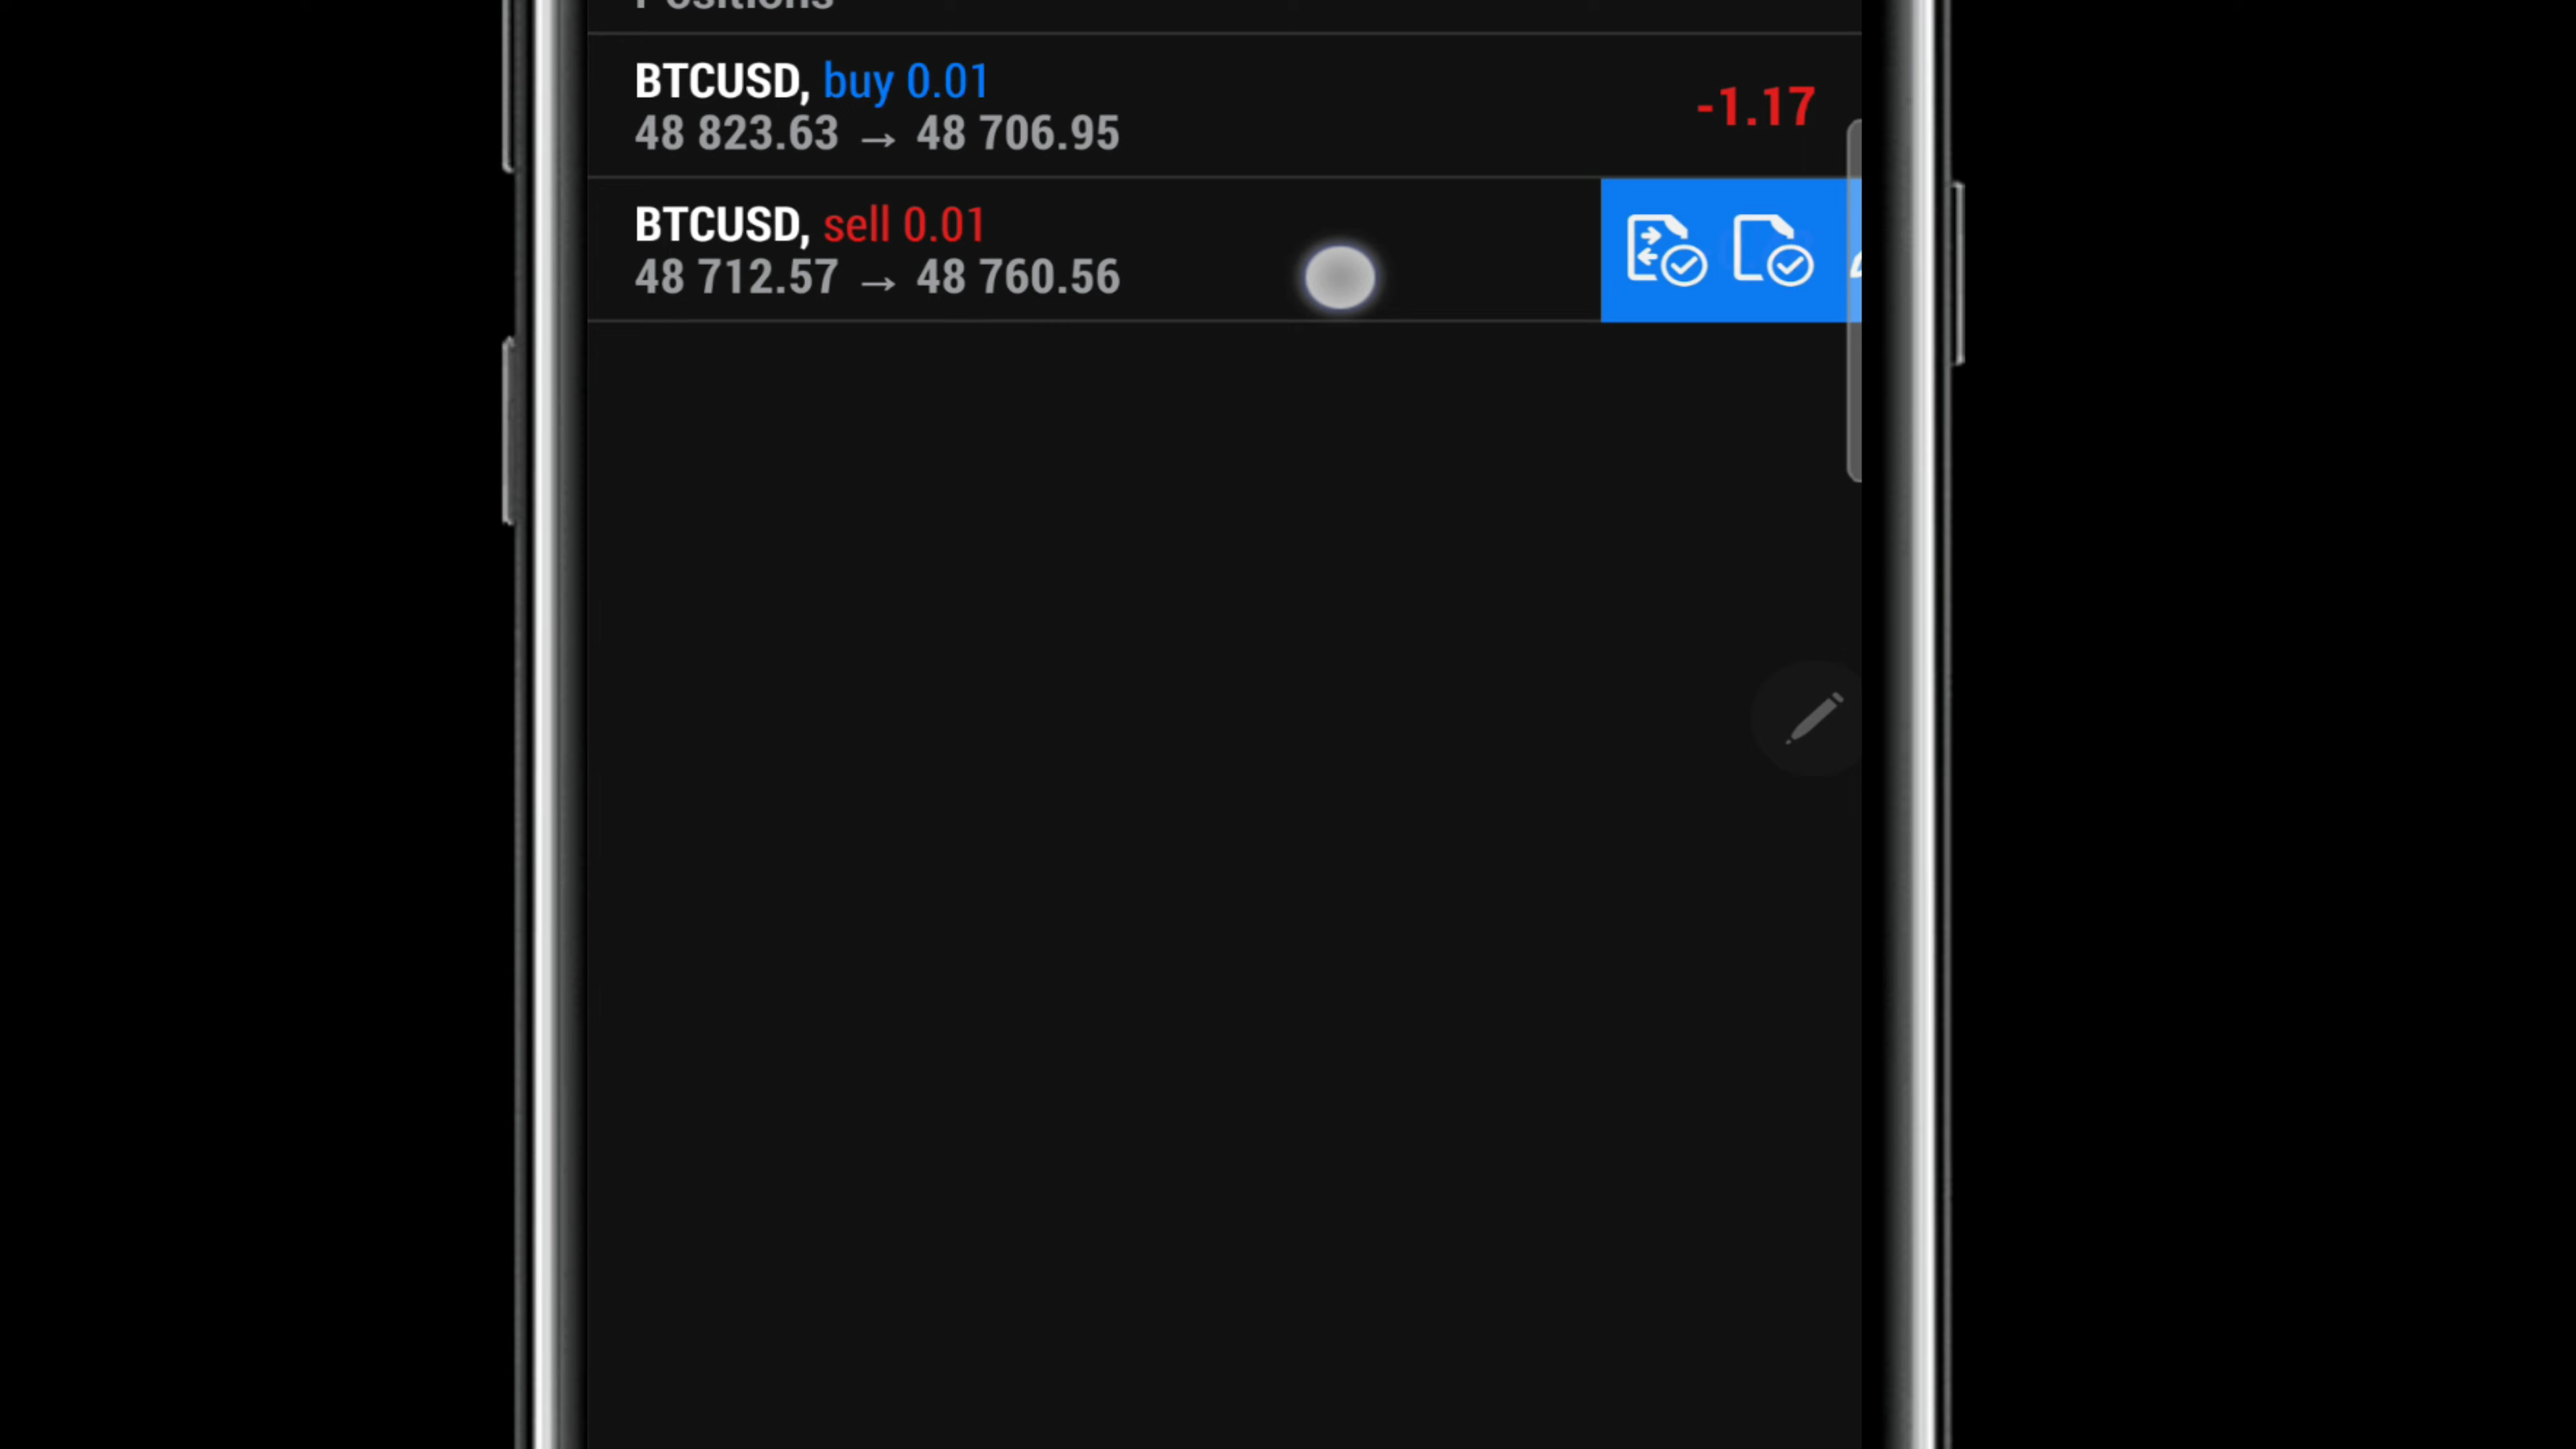 Positions
BTCUSD, buy 0.01
48 823.63 → 48 706.95
-1.17
BTCUSD, sell 0.01
48 712.57 → 48 760.56